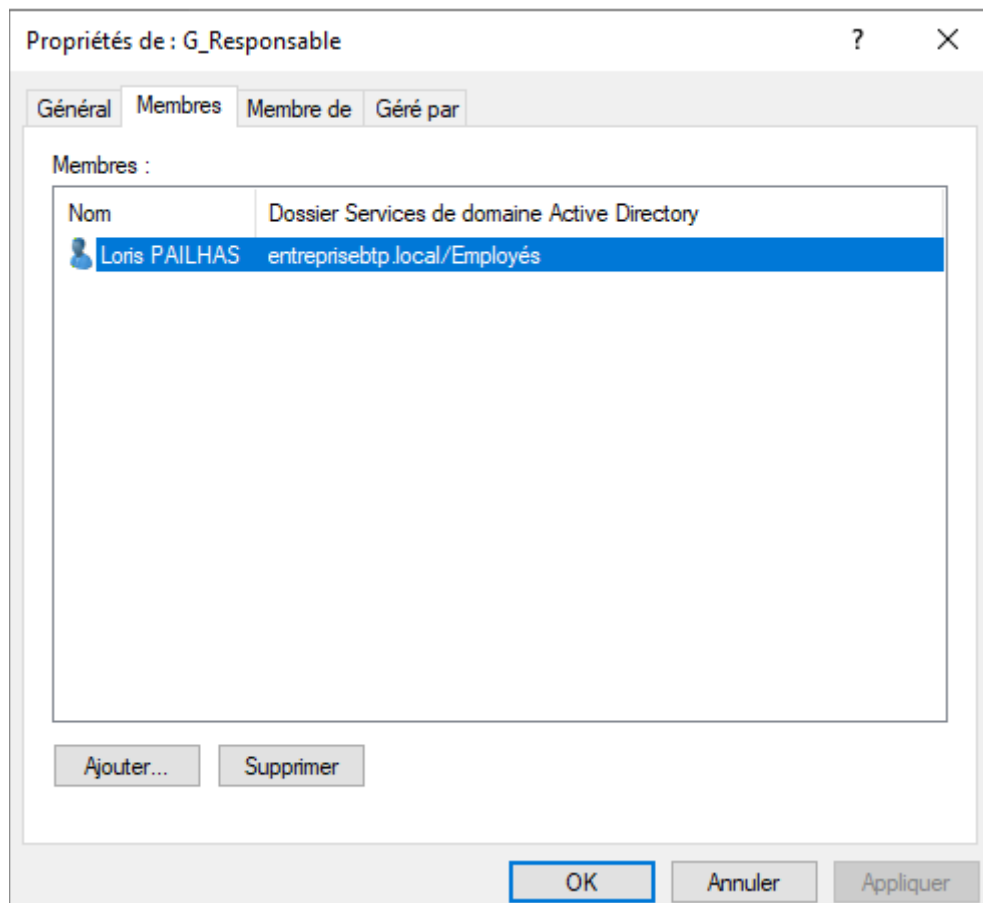 Propriétés de : G_Responsable ? ✕
Général Membres Membre de Géré par
Membres :
Nom Dossier Services de domaine Active Directory
Loris PAILHAS entreprisebtp.local/Employés
Ajouter... Supprimer
OK Annuler Appliquer